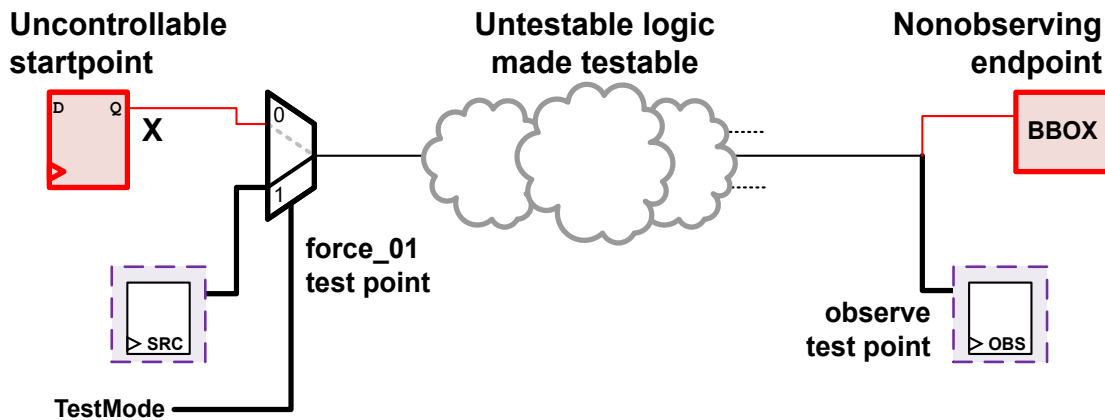 Uncontrollable
startpoint
Untestable logic
made testable
Nonobserving
endpoint
D Q
X
0
1
BBOX
force_01
test point
SRC
observe
test point
OBS
TestMode